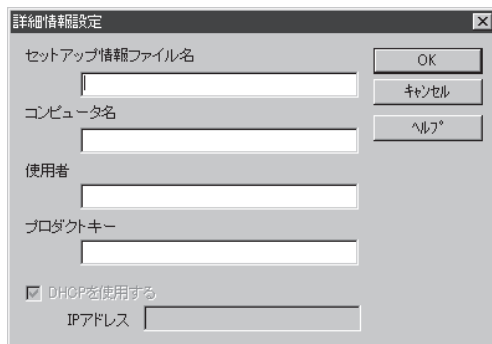 詳細情報設定
セットアップ情報ファイル名
OK
ｷｬﾝｾﾙ
コンピュータ名
ﾍﾙﾌﾟ
使用者
プロダクトキー
DHCPを使用する
IPアドレス